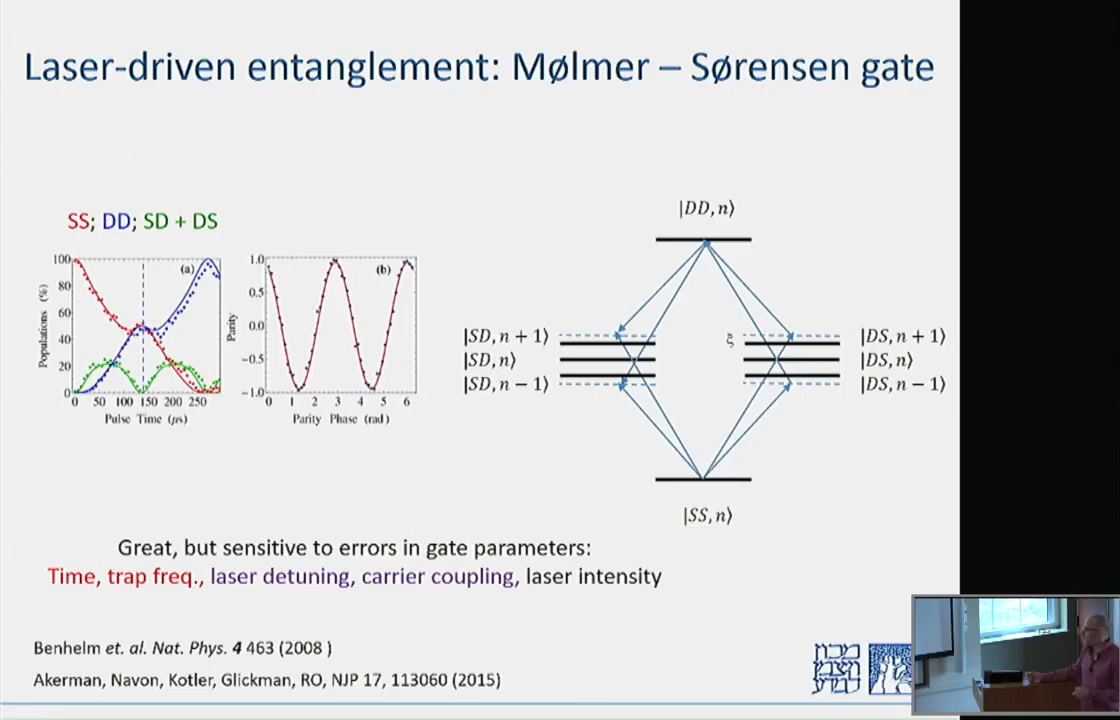 Laser-driven entanglement: Mølmer – Sørensen gate
SS; DD; SD + DS
(a)
100
80
60
40
20
0
Populations (%)
0 50 100 150 200 250
Pulse Time (μs)
(b)
1.0
0.5
0.0
−0.5
−1.0
Parity
0 1 2 3 4 5 6
Parity Phase (rad)
|DD, n⟩
|SD, n + 1⟩
|SD, n⟩
|SD, n − 1⟩
ξ
|DS, n + 1⟩
|DS, n⟩
|DS, n − 1⟩
|SS, n⟩
Great, but sensitive to errors in gate parameters:
Time, trap freq., laser detuning, carrier coupling, laser intensity
Benhelm et. al. Nat. Phys. 4 463 (2008 )
Akerman, Navon, Kotler, Glickman, RO, NJP 17, 113060 (2015)
מכון
ויצמן
למדע